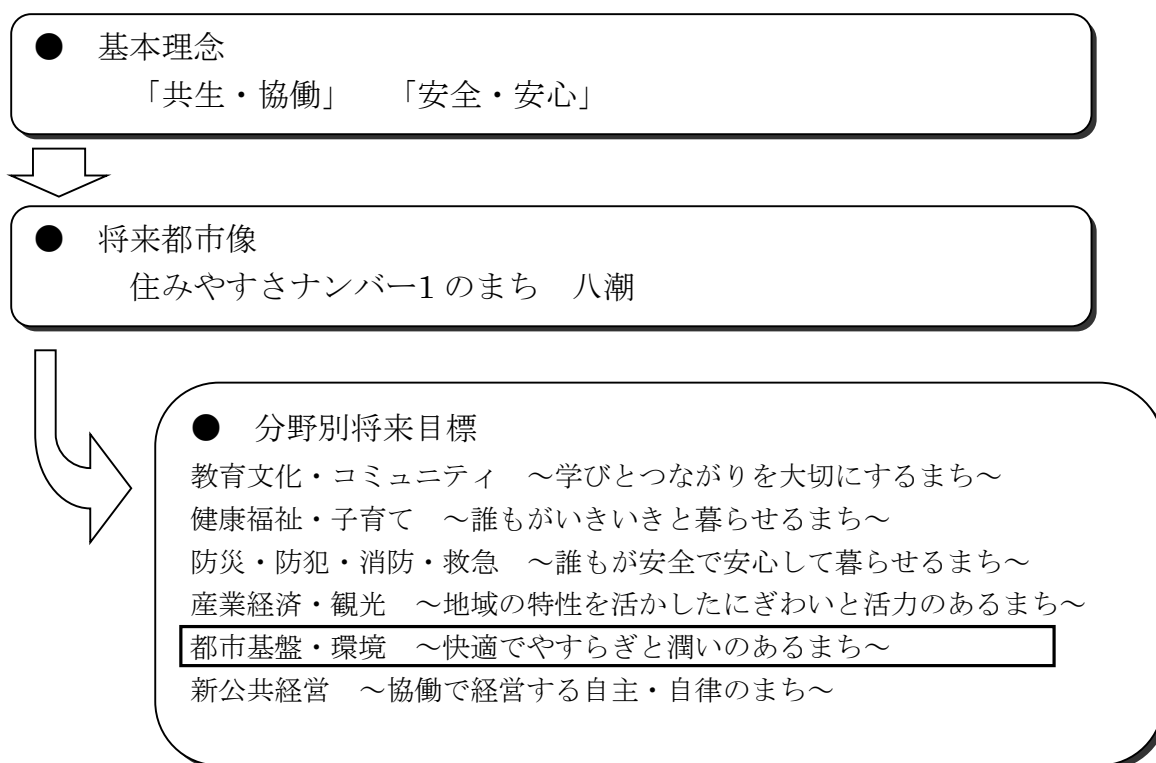 ● 基本理念
「共生・協働」　「安全・安心」
● 将来都市像
住みやすさナンバー1 のまち　八潮
● 分野別将来目標
教育文化・コミュニティ　～学びとつながりを大切にするまち～
健康福祉・子育て　～誰もがいきいきと暮らせるまち～
防災・防犯・消防・救急　～誰もが安全で安心して暮らせるまち～
産業経済・観光　～地域の特性を活かしたにぎわいと活力のあるまち～
都市基盤・環境　～快適でやすらぎと潤いのあるまち～
新公共経営　～協働で経営する自主・自律のまち～